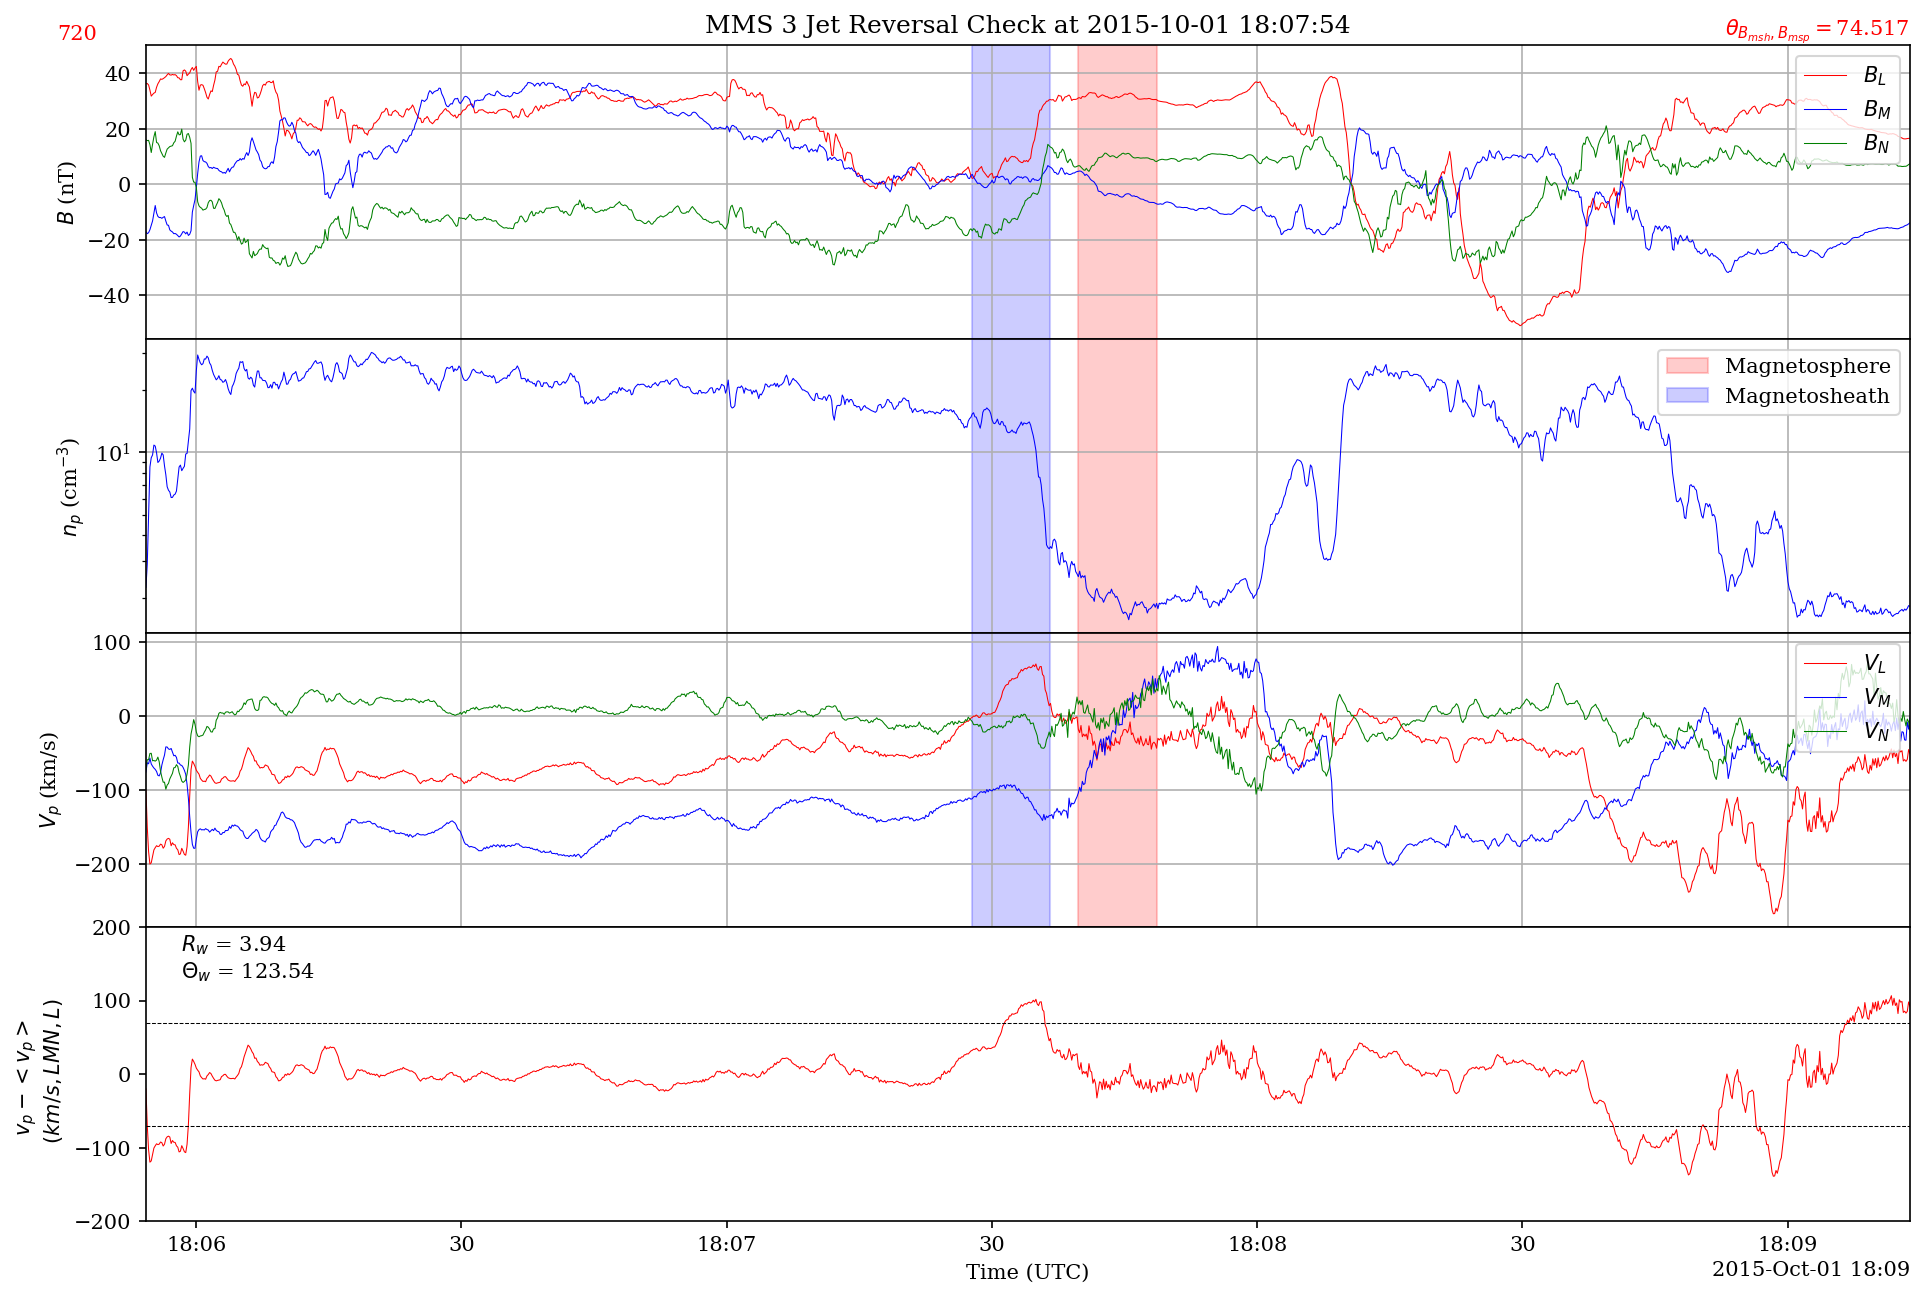 MMS 3 Jet Reversal Check at 2015-10-01 18:07:54
720
θ_{B_{msh}, B_{msp}} = 74.517
40
20
0
−20
−40
B (nT)
B_L
B_M
B_N
10^1
n_p (cm^{−3})
Magnetosphere
Magnetosheath
100
0
−100
−200
V_p (km/s)
V_L
V_M
V_N
200
100
0
−100
−200
v_p − < v_p >
(km/s, LMN, L)
R_w = 3.94
Θ_w = 123.54
18:06
30
18:07
30
18:08
30
18:09
Time (UTC)
2015-Oct-01 18:09